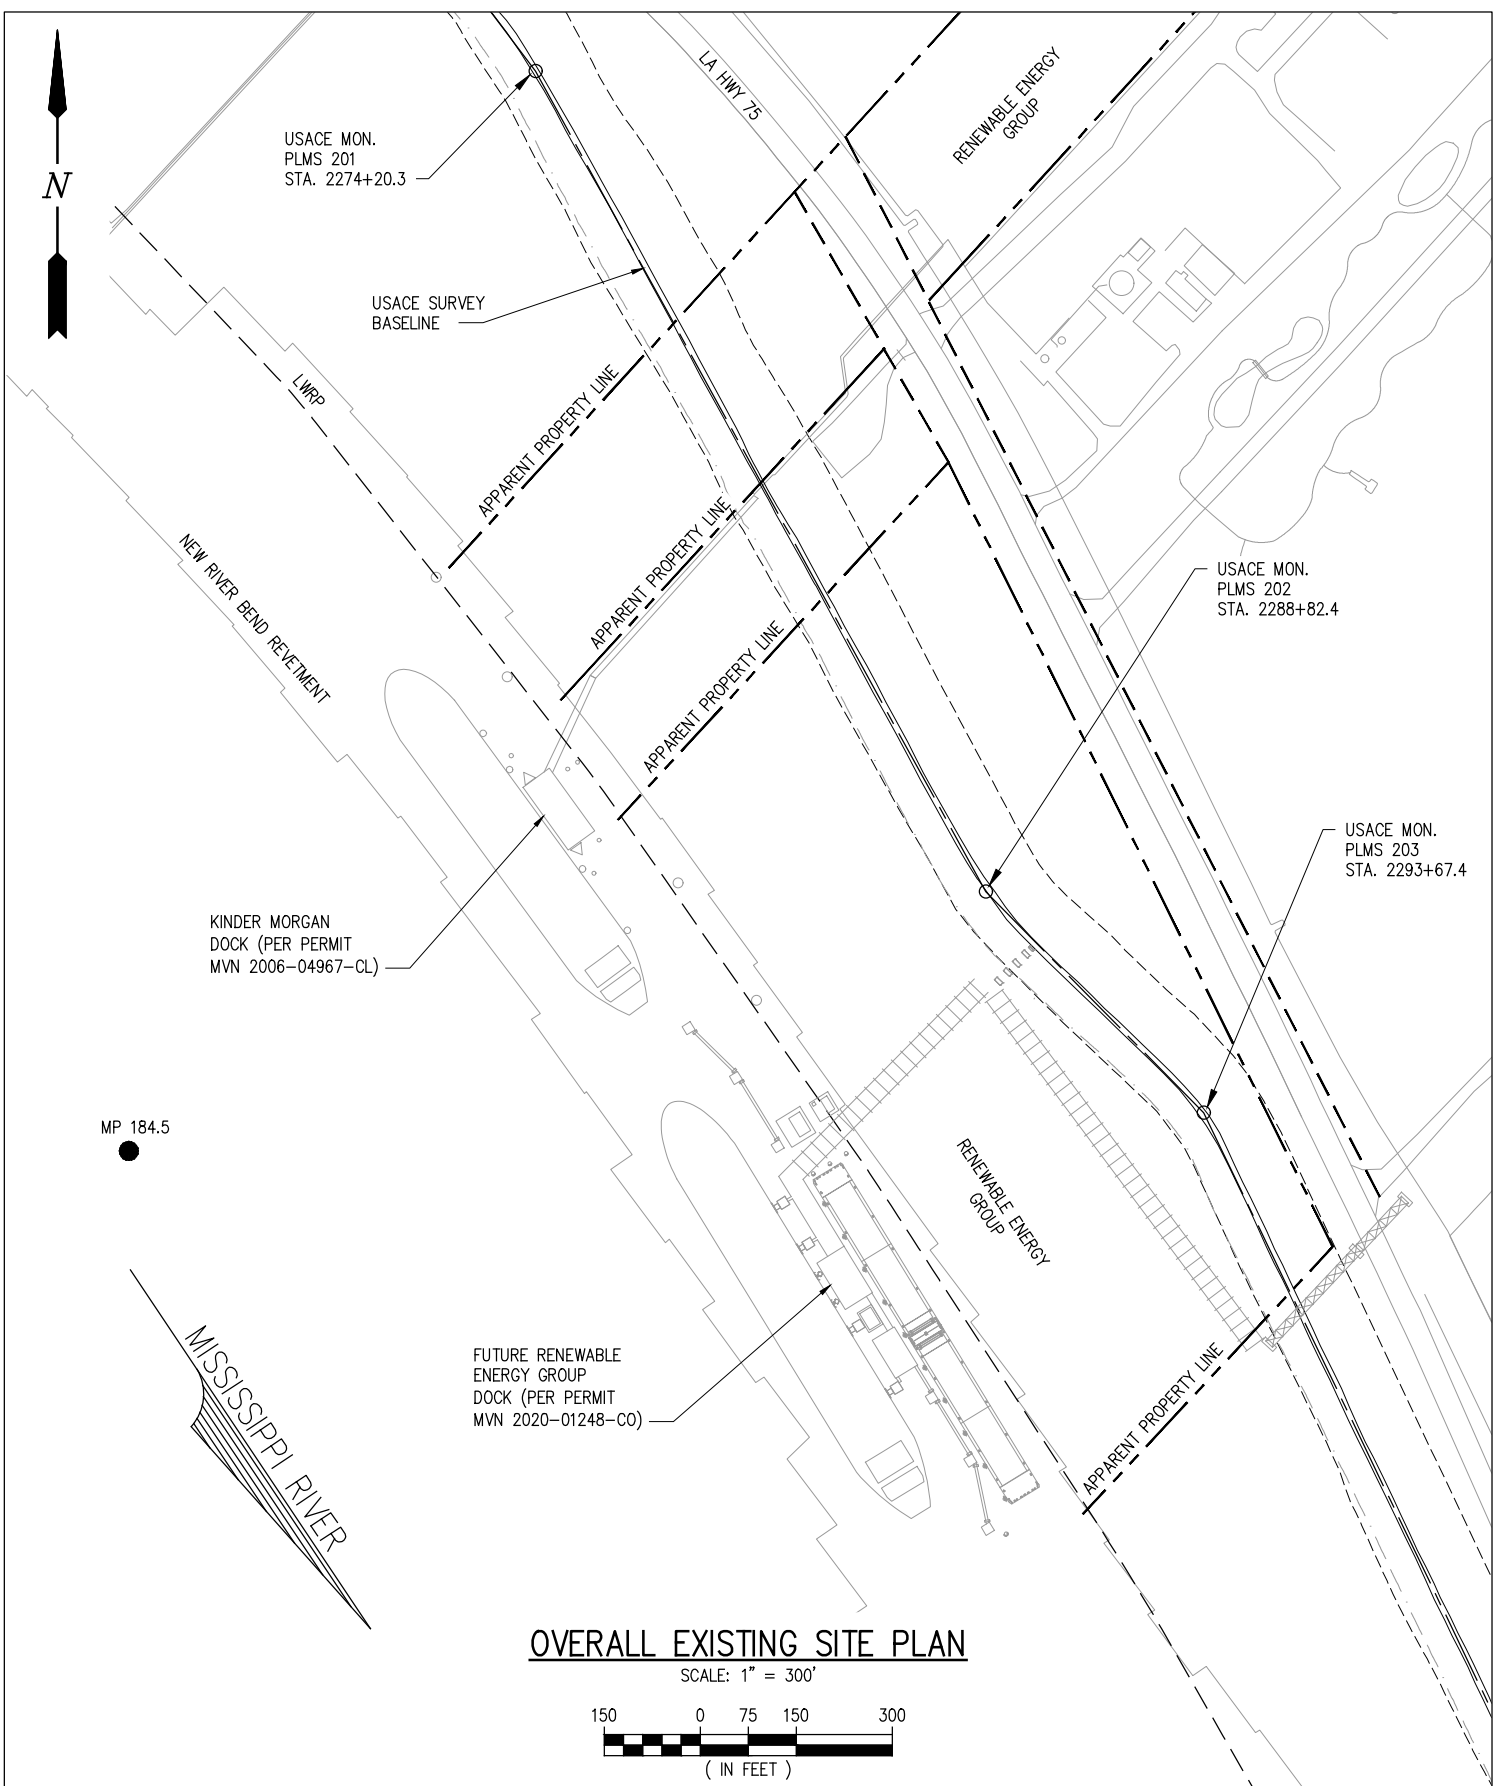 LA HWY 75
RENEWABLE ENERGY
GROUP
USACE MON.
PLMS 201
STA. 2274+20.3
N
USACE SURVEY
BASELINE
LWRP
APPARENT PROPERTY LINE
APPARENT PROPERTY LINE
APPARENT PROPERTY LINE
NEW RIVER BEND REVETMENT
USACE MON.
PLMS 202
STA. 2288+82.4
USACE MON.
PLMS 203
STA. 2293+67.4
KINDER MORGAN
DOCK (PER PERMIT
MVN 2006-04967-CL)
MP 184.5
RENEWABLE ENERGY
GROUP
MISSISSIPPI RIVER
FUTURE RENEWABLE
ENERGY GROUP
DOCK (PER PERMIT
MVN 2020-01248-CO)
APPARENT PROPERTY LINE
OVERALL EXISTING SITE PLAN
SCALE: 1" = 300'
150 0 75 150 300
( IN FEET )